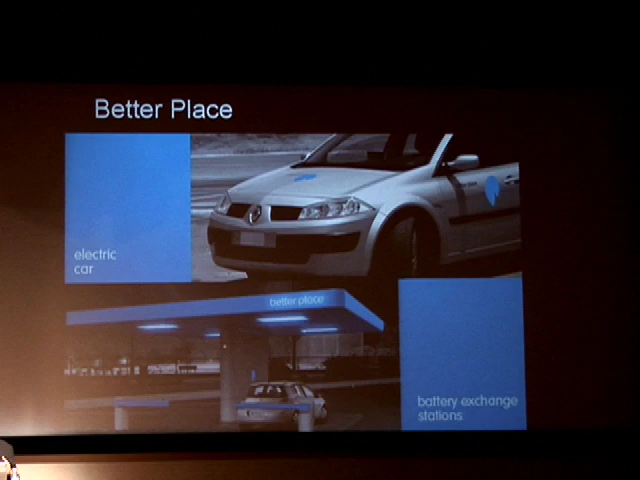 Better Place
electric
car
better place
battery exchange
stations